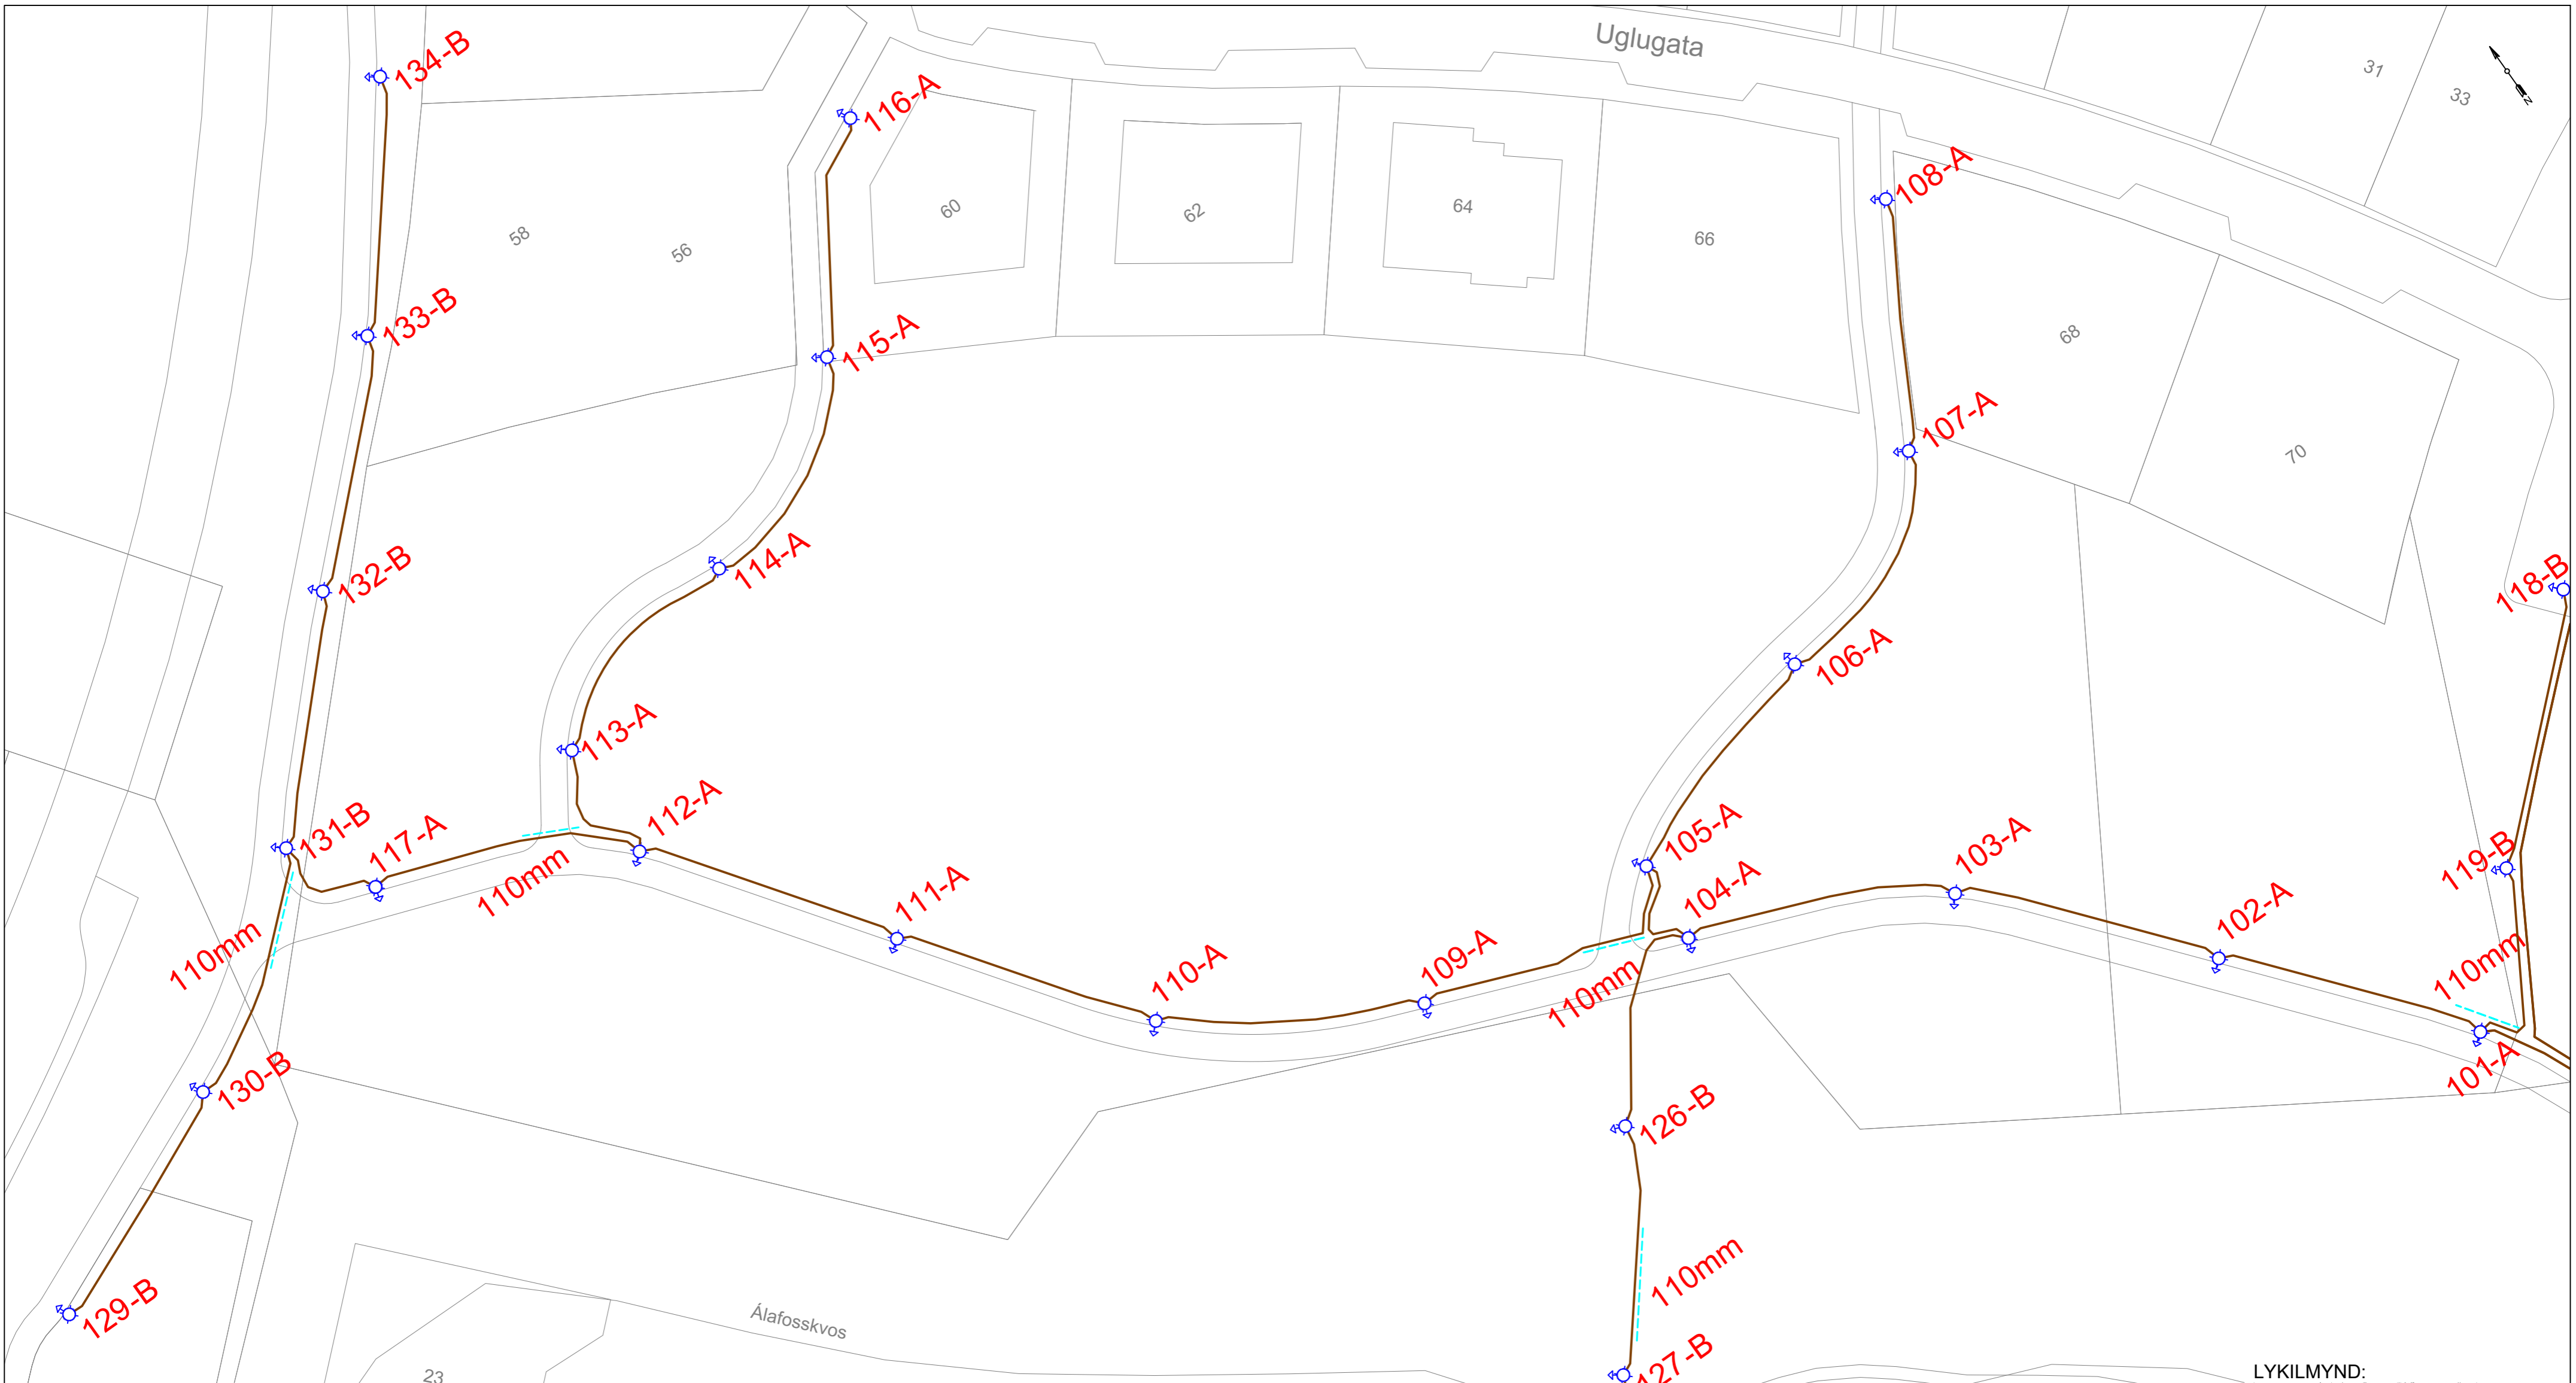 Uglugata
134-B
31
33
N
116-A
108-A
60
62
64
66
58
56
133-B
115-A
68
107-A
70
132-B
114-A
118-B
106-A
113-A
112-A
131-B
117-A
105-A
103-A
119-B
110mm
111-A
104-A
102-A
110mm
109-A
110mm
110-A
110mm
101-A
130-B
126-B
110mm
129-B
Álafosskvos
127-B
23
LYKILMYND: